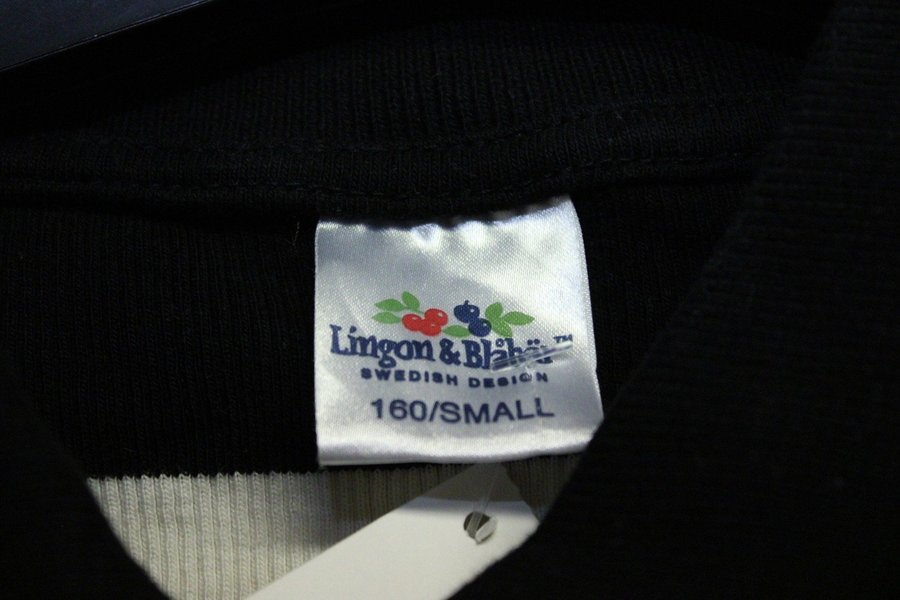 Lingon & Blåbär™
SWEDISH DESIGN
160/SMALL